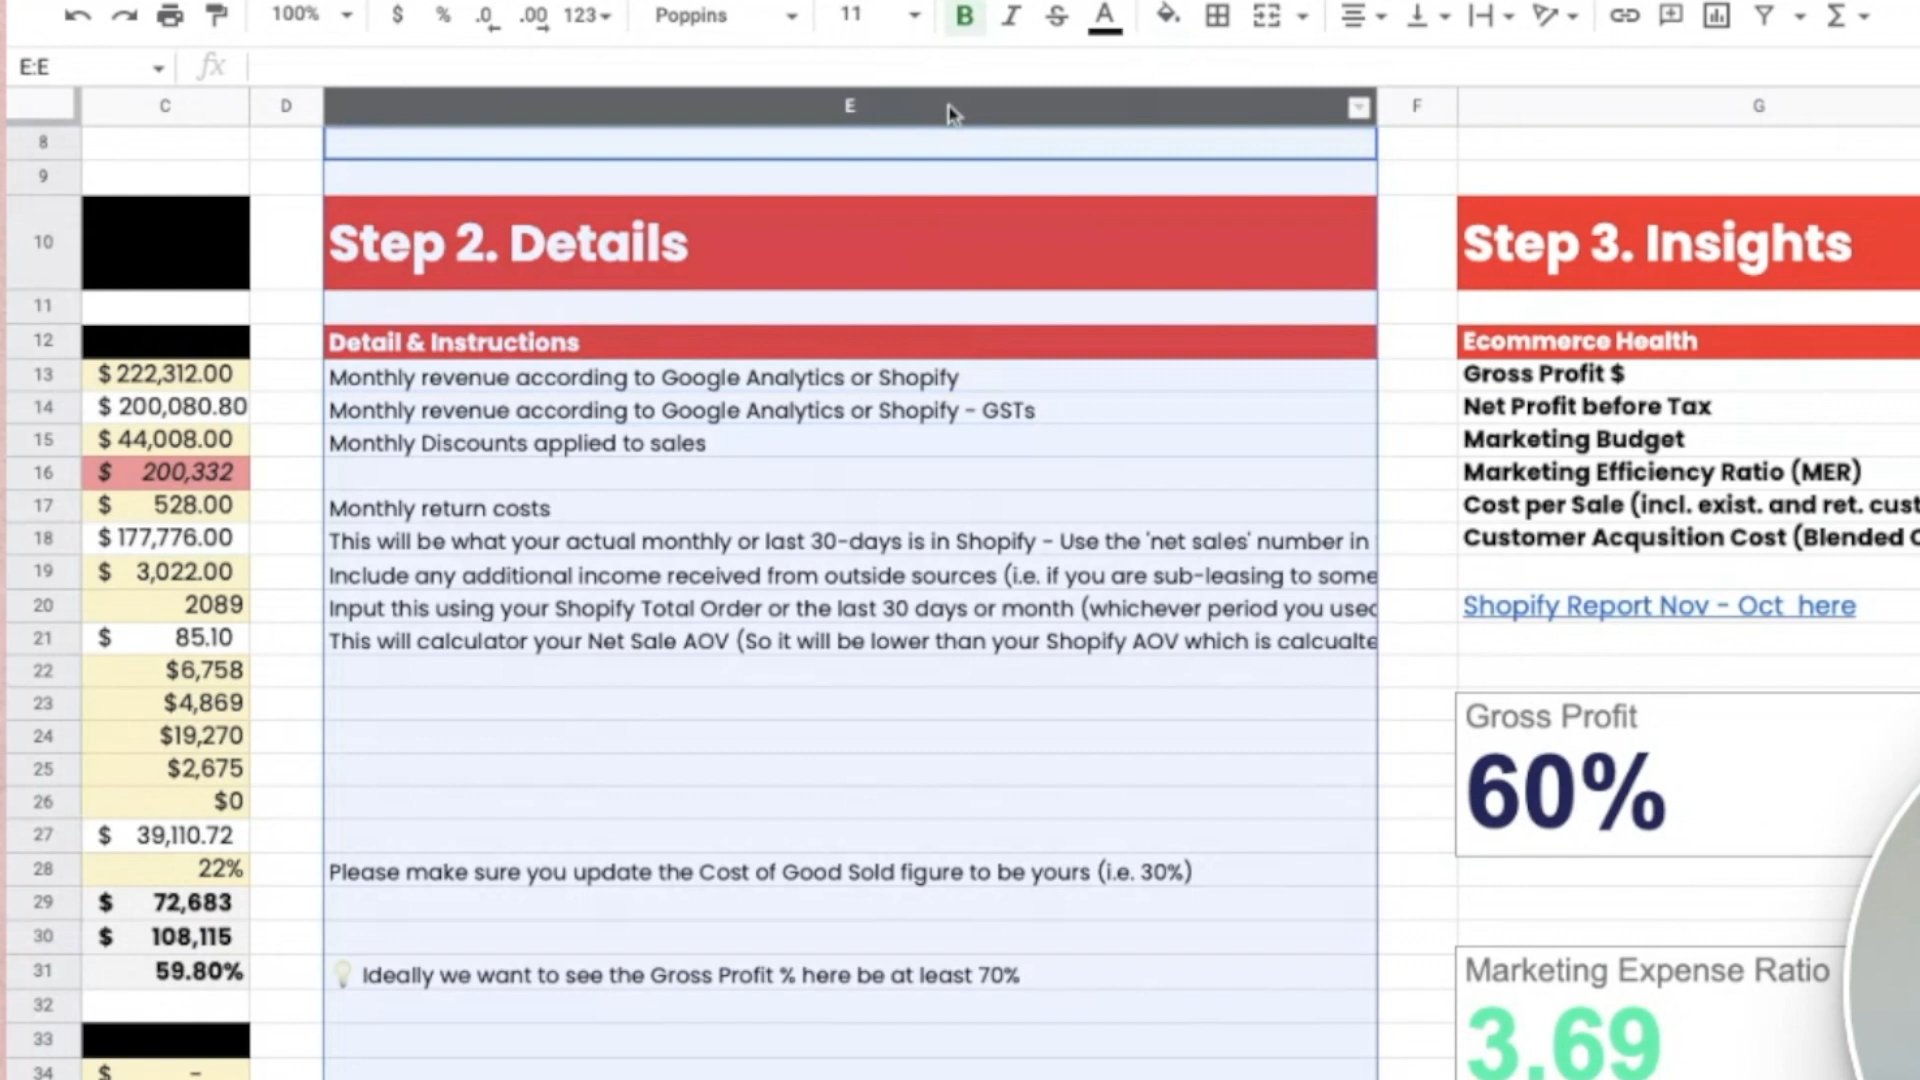 100% $ % .0 .00 123 Poppins 11 B I S A
E:E fx
C D E F G
8
9
10 Step 2. Details Step 3. Insights
11
12 Detail & Instructions Ecommerce Health
13 $ 222,312.00 Monthly revenue according to Google Analytics or Shopify Gross Profit $
14 $ 200,080.80 Monthly revenue according to Google Analytics or Shopify - GSTs Net Profit before Tax
15 $ 44,008.00 Monthly Discounts applied to sales Marketing Budget
16 $ 200,332 Marketing Efficiency Ratio (MER)
17 $ 528.00 Monthly return costs Cost per Sale (incl. exist. and ret. cust
18 $ 177,776.00 This will be what your actual monthly or last 30-days is in Shopify - Use the 'net sales' number in Customer Acqusition Cost (Blended C
19 $ 3,022.00 Include any additional income received from outside sources (i.e. if you are sub-leasing to some
20 2089 Input this using your Shopify Total Order or the last 30 days or month (whichever period you used Shopify Report Nov - Oct here
21 $ 85.10 This will calculator your Net Sale AOV (So it will be lower than your Shopify AOV which is calcualte
22 $6,758
23 $4,869 Gross Profit
24 $19,270 60%
25 $2,675
26 $0
27 $ 39,110.72
28 22% Please make sure you update the Cost of Good Sold figure to be yours (i.e. 30%)
29 $ 72,683
30 $ 108,115
31 59.80% Ideally we want to see the Gross Profit % here be at least 70% Marketing Expense Ratio
32
33 3.69
34 $ -